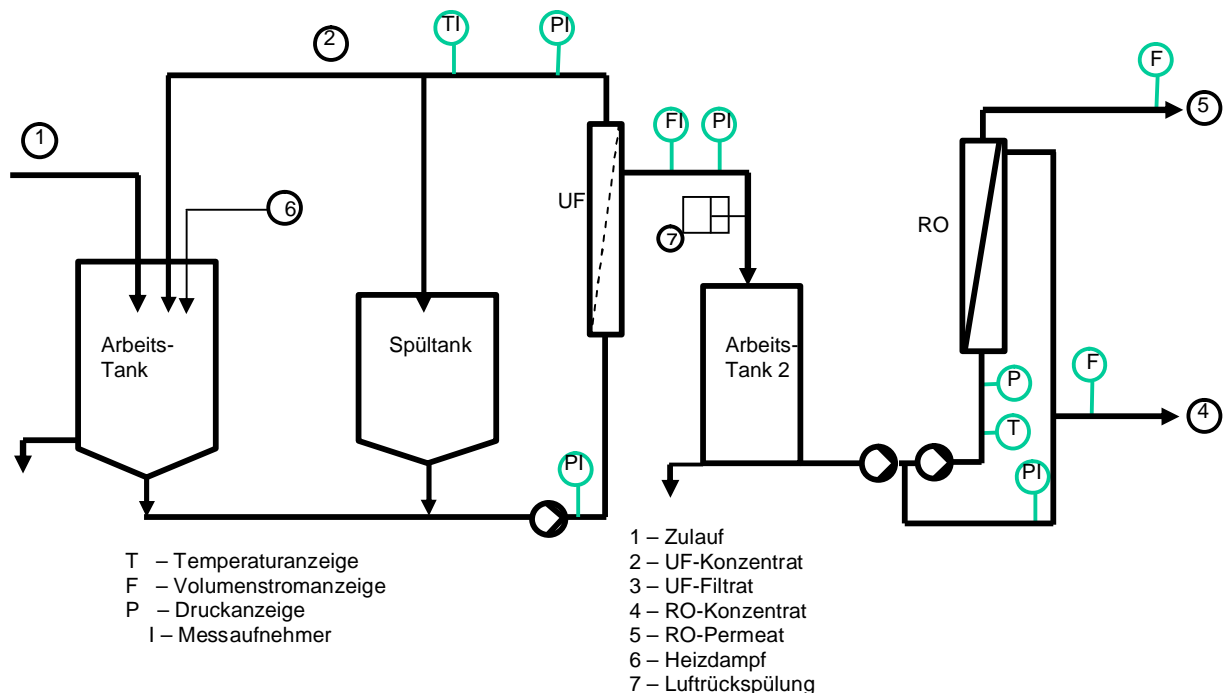 TI
PI
2
F
5
1
FI
PI
UF
6
7
RO
Arbeits-
Tank
Spültank
Arbeits-
Tank 2
P
F
4
T
PI
PI
T – Temperaturanzeige
F – Volumenstromanzeige
P – Druckanzeige
I – Messaufnehmer
1 – Zulauf
2 – UF-Konzentrat
3 – UF-Filtrat
4 – RO-Konzentrat
5 – RO-Permeat
6 – Heizdampf
7 – Luftrückspülung